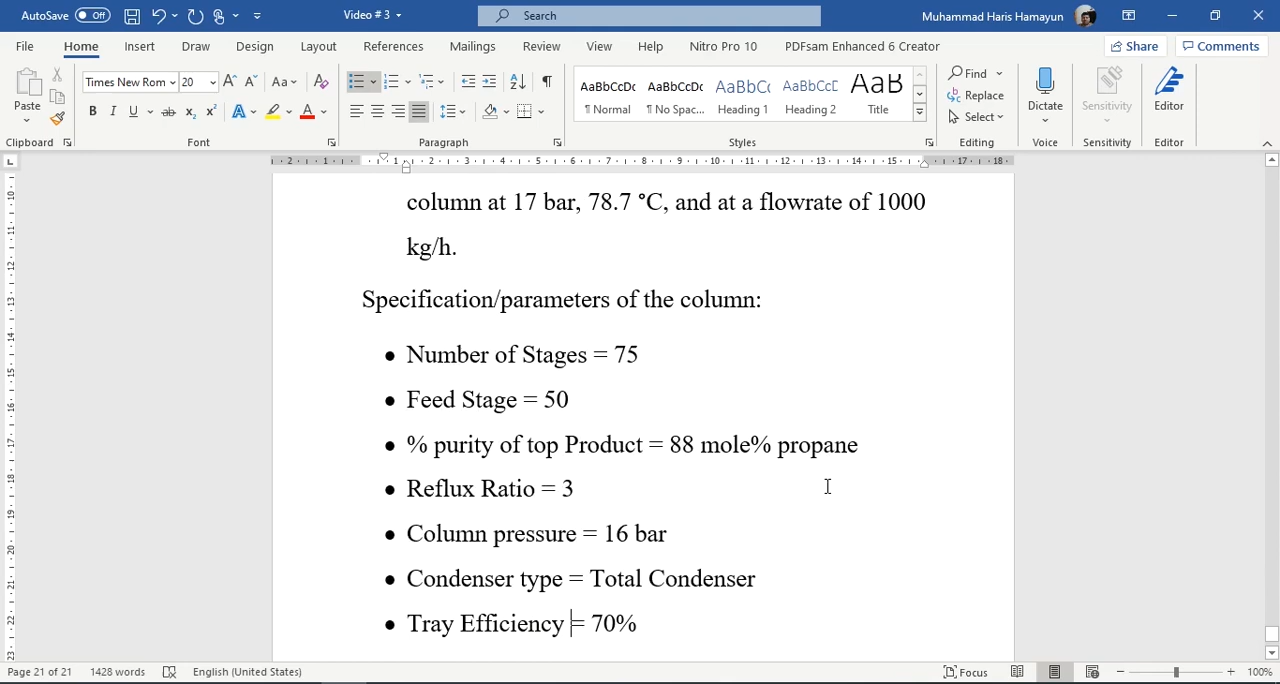 AutoSave Off Video # 3 Search Muhammad Haris Hamayun
File Home Insert Draw Design Layout References Mailings Review View Help Nitro Pro 10 PDFsam Enhanced 6 Creator Share Comments
Paste Times New Rom 20 Aa AaBbCcDc AaBbCcDc AaBbCc AaBbCcD AaB Find Replace Select Dictate Sensitivity Editor
Normal No Spac... Heading 1 Heading 2 Title
Clipboard Font Paragraph Styles Editing Voice Sensitivity Editor
column at 17 bar, 78.7 °C, and at a flowrate of 1000
kg/h.
Specification/parameters of the column:
• Number of Stages = 75
• Feed Stage = 50
• % purity of top Product = 88 mole% propane
• Reflux Ratio = 3
• Column pressure = 16 bar
• Condenser type = Total Condenser
• Tray Efficiency = 70%
Page 21 of 21 1428 words English (United States) Focus 100%